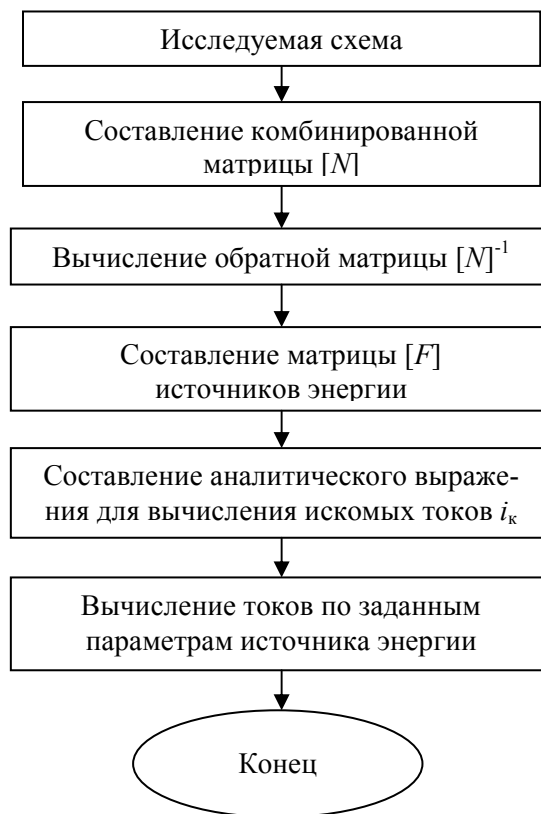 Исследуемая схема
Составление комбинированной
матрицы [N]
Вычисление обратной матрицы [N]⁻¹
Составление матрицы [F]
источников энергии
Составление аналитического выраже-
ния для вычисления искомых токов iк
Вычисление токов по заданным
параметрам источника энергии
Конец